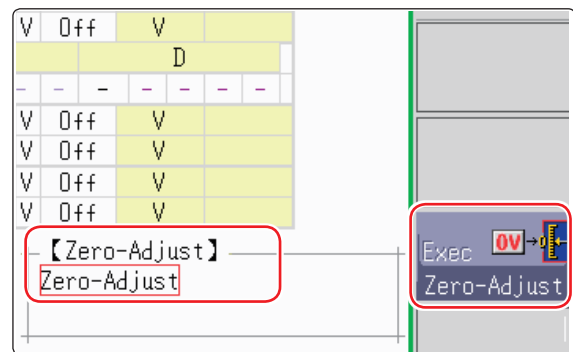 V Off V
D
- - - - - - -
V Off V
V Off V
V Off V
V Off V
【Zero-Adjust】
Zero-Adjust
Exec 0V→
Zero-Adjust